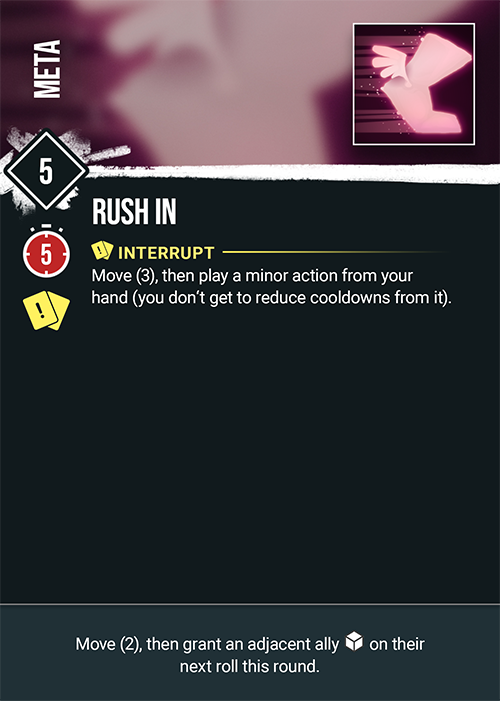 META
5
RUSH IN
5
INTERRUPT
Move (3), then play a minor action from your
hand (you don't get to reduce cooldowns from it).
Move (2), then grant an adjacent ally on their
next roll this round.